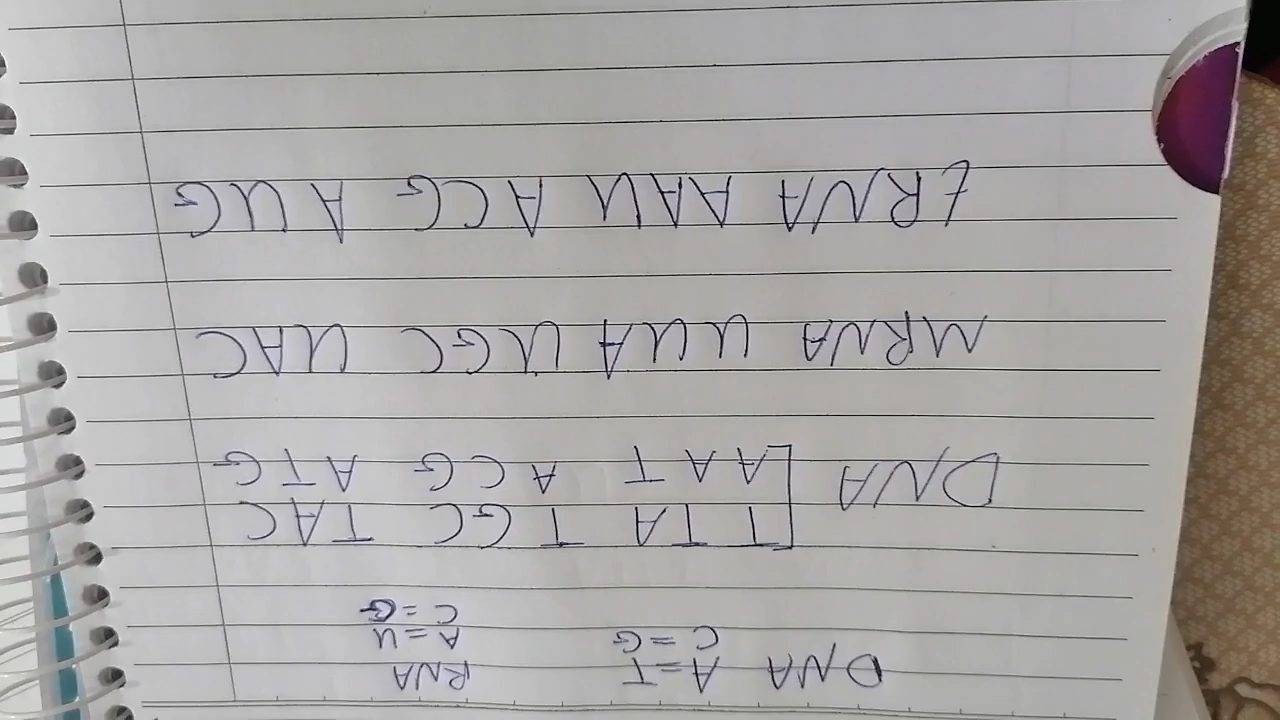 DNA A=T RNA
C=G A=U
C=G
DNA [TTA TGC TAC
[AAT ACG ATG
MRNA UUA UGC UAC
tRNA AAU ACG AUG